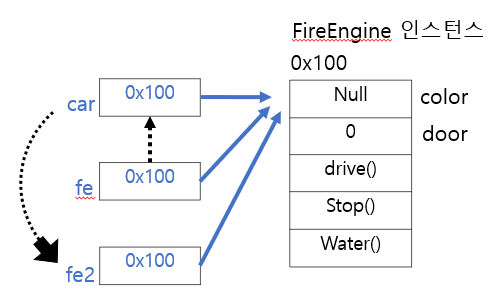 FireEngine 인스턴스
0x100
car 0x100
Null color
0 door
fe 0x100
drive()
Stop()
fe2 0x100
Water()